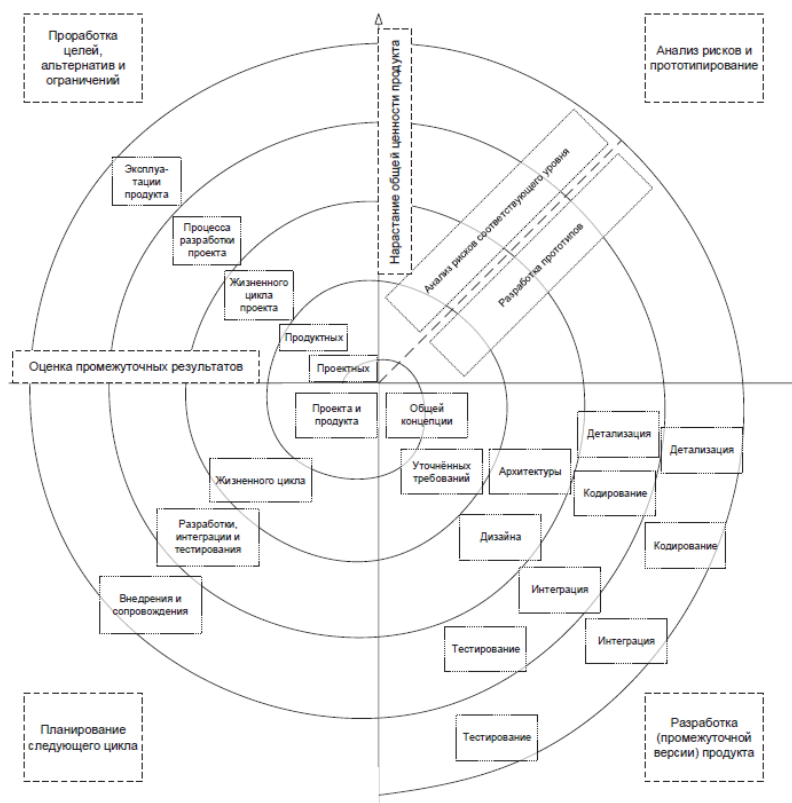 Проработка
целей,
альтернатив и
ограничений
Нарастание общей ценности продукта
Анализ рисков и
прототипирование
Эксплуа-
тации
продукта
Процесса
разработки
проекта
Жизненного
цикла
проекта
Продуктных
Проектных
Анализ рисков соответствующего уровня
Разработка прототипов
Оценка промежуточных результатов
Проекта и
продукта
Общей
концепции
Жизненного цикла
Уточнённых
требований
Архитектуры
Детализация
Детализация
Кодирование
Разработки,
интеграции и
тестирования
Дизайна
Кодирование
Внедрения и
сопровождения
Интеграция
Интеграция
Тестирование
Тестирование
Планирование
следующего цикла
Разработка
(промежуточной
версии) продукта